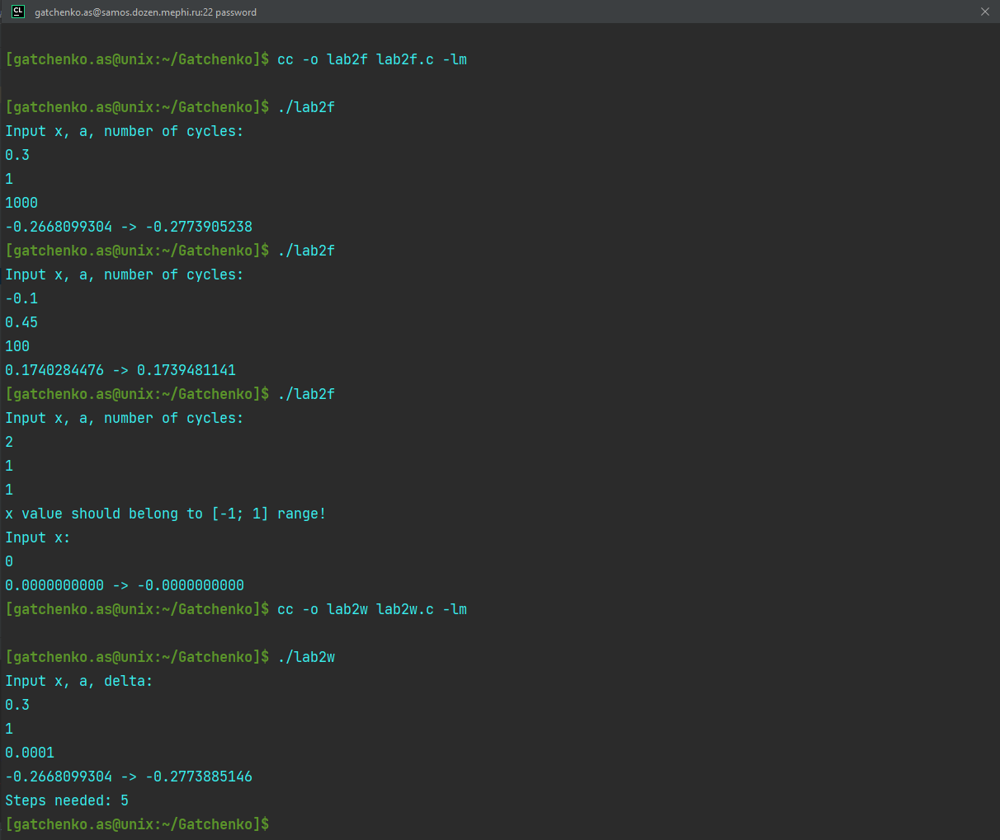 CL gatchenko.as@samos.dozen.mephi.ru:22 password
[gatchenko.as@unix:~/Gatchenko]$ cc -o lab2f lab2f.c -lm
[gatchenko.as@unix:~/Gatchenko]$ ./lab2f
Input x, a, number of cycles:
0.3
1
1000
-0.2668099304 -> -0.2773905238
[gatchenko.as@unix:~/Gatchenko]$ ./lab2f
Input x, a, number of cycles:
-0.1
0.45
100
0.1740284476 -> 0.1739481141
[gatchenko.as@unix:~/Gatchenko]$ ./lab2f
Input x, a, number of cycles:
2
1
1
x value should belong to [-1; 1] range!
Input x:
0
0.0000000000 -> -0.0000000000
[gatchenko.as@unix:~/Gatchenko]$ cc -o lab2w lab2w.c -lm
[gatchenko.as@unix:~/Gatchenko]$ ./lab2w
Input x, a, delta:
0.3
1
0.0001
-0.2668099304 -> -0.2773885146
Steps needed: 5
[gatchenko.as@unix:~/Gatchenko]$